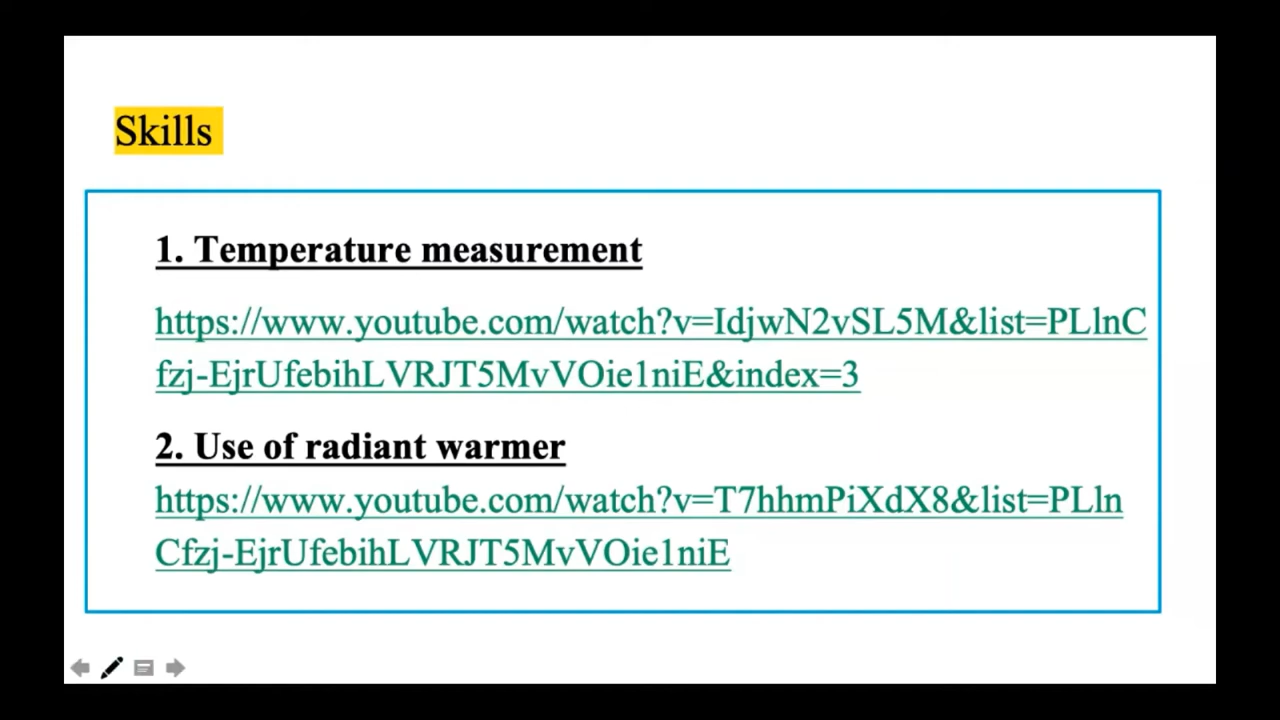 Skills
1. Temperature measurement
https://www.youtube.com/watch?v=IdjwN2vSL5M&list=PLlnC
fzj-EjrUfebihLVRJT5MvVOie1niE&index=3
2. Use of radiant warmer
https://www.youtube.com/watch?v=T7hhmPiXdX8&list=PLln
Cfzj-EjrUfebihLVRJT5MvVOie1niE